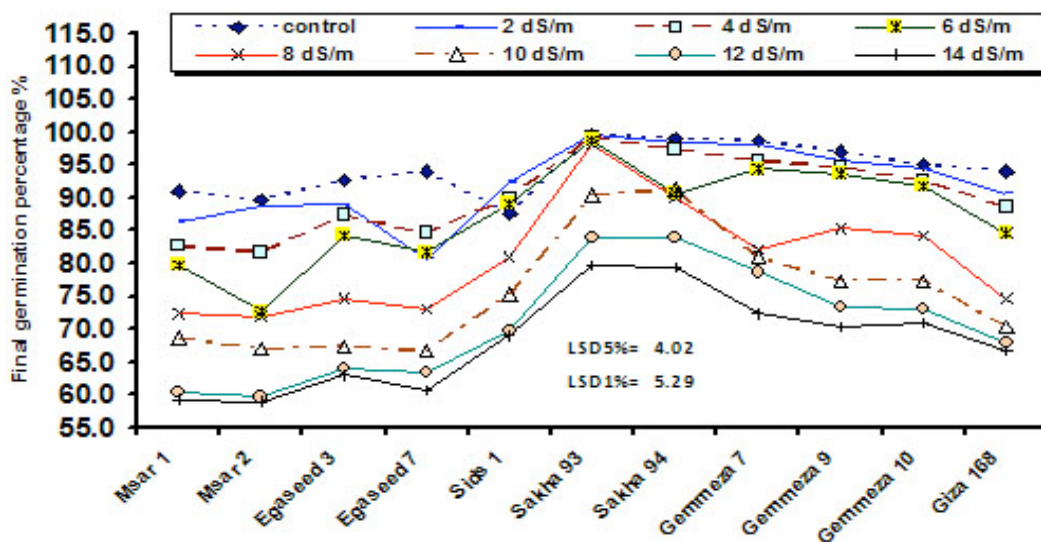 control 2 dS/m 4 dS/m 6 dS/m
8 dS/m 10 dS/m 12 dS/m 14 dS/m
Final germination percentage %
115.0
110.0
105.0
100.0
95.0
90.0
85.0
80.0
75.0
70.0
65.0
60.0
55.0
LSD5%= 4.02
LSD1%= 5.29
Msar 1
Msar 2
Egaseed 3
Egaseed 7
Sids 1
Sakha 93
Sakha 94
Gemmeza 7
Gemmeza 9
Gemmeza 10
Giza 168